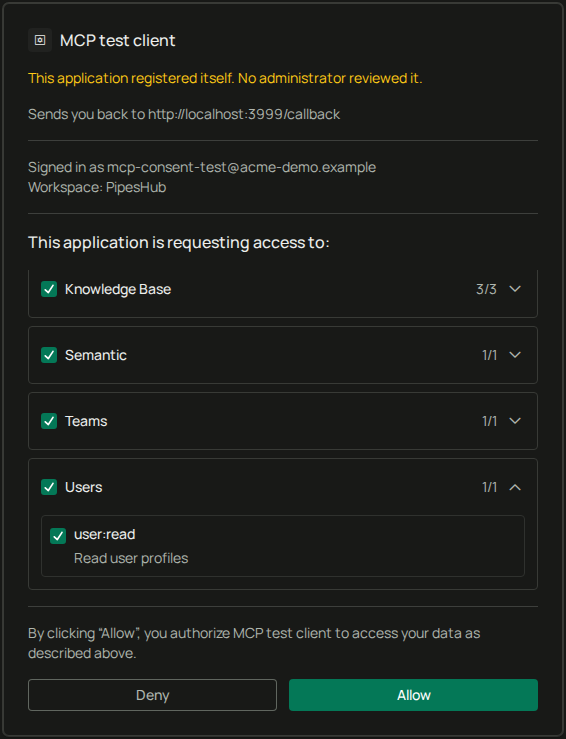 MCP test client
This application registered itself. No administrator reviewed it.
Sends you back to http://localhost:3999/callback
Signed in as mcp-consent-test@acme-demo.example
Workspace: PipesHub
This application is requesting access to:
Knowledge Base 3/3
Semantic 1/1
Teams 1/1
Users 1/1
user:read
Read user profiles
By clicking “Allow”, you authorize MCP test client to access your data as
described above.
Deny Allow